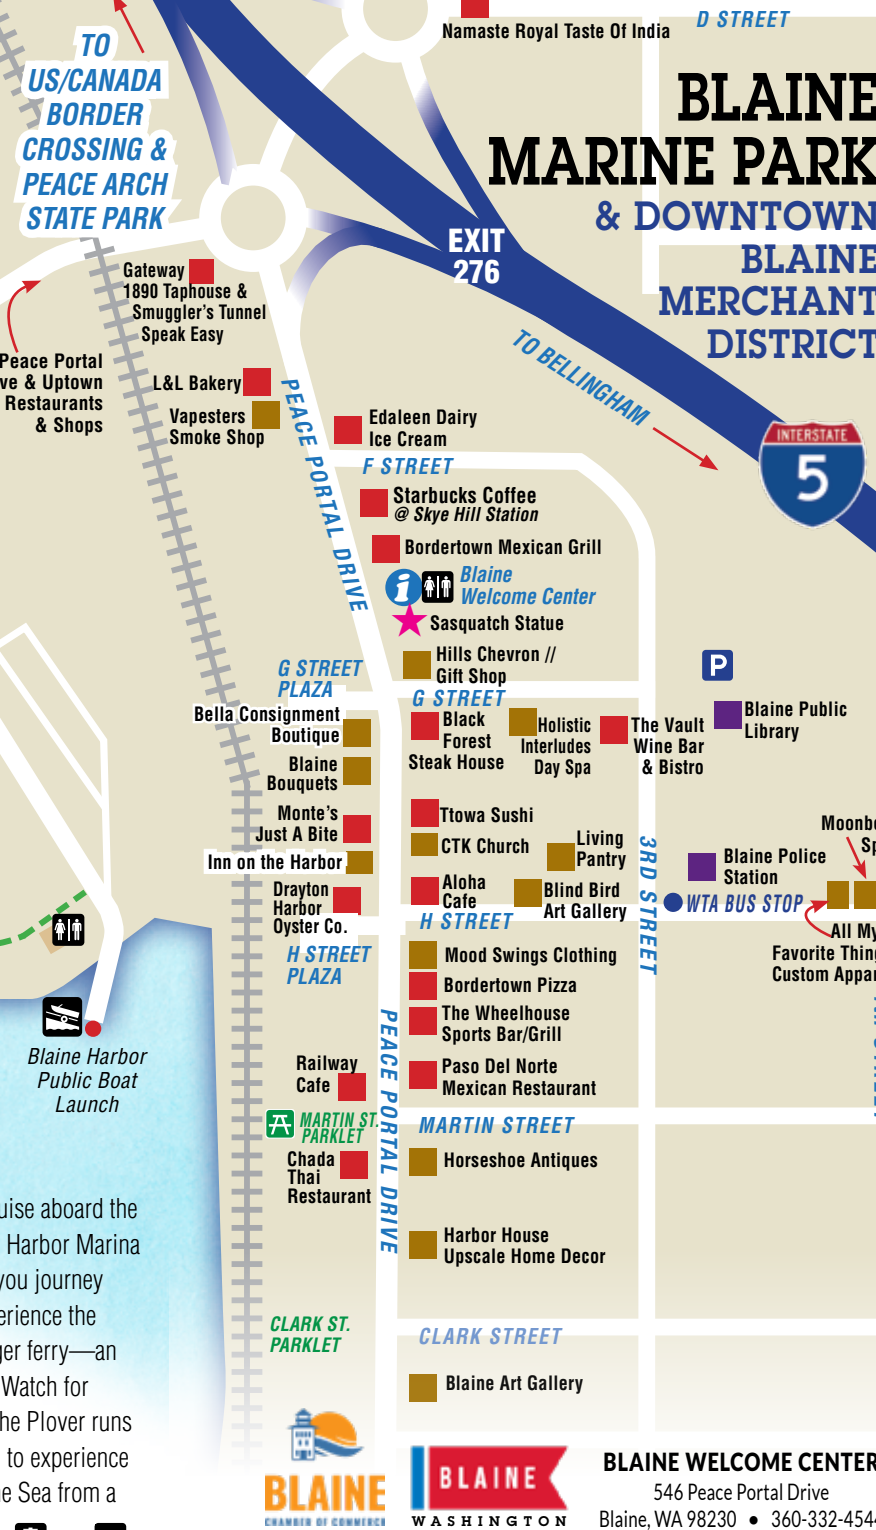 Namaste Royal Taste Of India
D STREET
TO
US/CANADA
BORDER
CROSSING &
PEACE ARCH
STATE PARK
BLAINE
MARINE PARK
& DOWNTOWN
BLAINE
MERCHANT
DISTRICT
EXIT
276
Gateway
1890 Taphouse &
Smuggler's Tunnel
Speak Easy
Peace Portal
ve & Uptown
Restaurants
& Shops
TO BELLINGHAM
INTERSTATE
5
L&L Bakery
Vapesters
Smoke Shop
PEACE PORTAL DRIVE
Edaleen Dairy
Ice Cream
F STREET
Starbucks Coffee
@ Skye Hill Station
Bordertown Mexican Grill
i
Blaine
Welcome Center
Sasquatch Statue
Hills Chevron //
Gift Shop
G STREET
PLAZA
G STREET
P
Bella Consignment
Boutique
Black
Forest
Steak House
Holistic
Interludes
Day Spa
The Vault
Wine Bar
& Bistro
Blaine Public
Library
Blaine
Bouquets
Monte's
Just A Bite
Ttowa Sushi
CTK Church
Living
Pantry
3RD STREET
Moonbe
Sp
Inn on the Harbor
Blaine Police
Station
Drayton
Harbor
Oyster Co.
Aloha
Cafe
Blind Bird
Art Gallery
WTA BUS STOP
H STREET
All My
Favorite Thing
Custom Appar
H STREET
PLAZA
Mood Swings Clothing
Bordertown Pizza
The Wheelhouse
Sports Bar/Grill
PEACE PORTAL DRIVE
Blaine Harbor
Public Boat
Launch
Railway
Cafe
Paso Del Norte
Mexican Restaurant
MARTIN ST.
PARKLET
MARTIN STREET
Chada
Thai
Restaurant
Horseshoe Antiques
Harbor House
Upscale Home Decor
uise aboard the
Harbor Marina
you journey
erience the
ger ferry—an
Watch for
he Plover runs
to experience
he Sea from a
CLARK ST.
PARKLET
CLARK STREET
Blaine Art Gallery
BLAINE
CHAMBER OF COMMERCE
BLAINE
WASHINGTON
BLAINE WELCOME CENTER
546 Peace Portal Drive
Blaine, WA 98230 • 360-332-4544